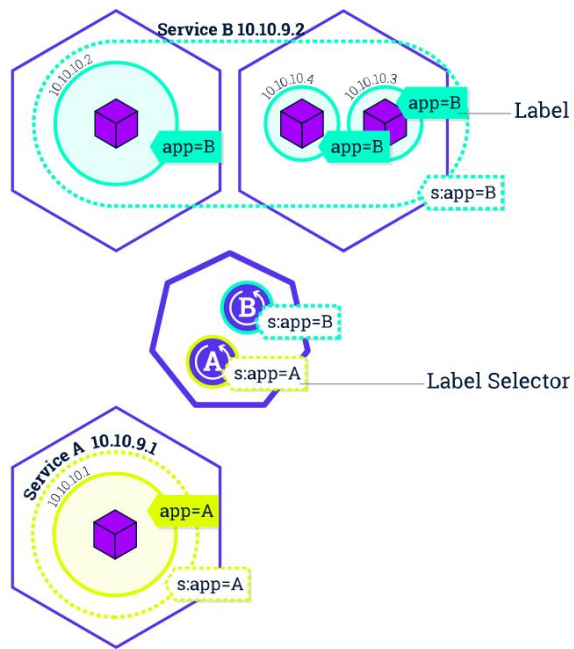 Service B 10.10.9.2
10.10.10.2
10.10.10.4
10.10.10.3
app=B
Label
app=B
app=B
s:app=B
B
s:app=B
A
s:app=A
Label Selector
Service A 10.10.9.1
10.10.10.1
app=A
s:app=A